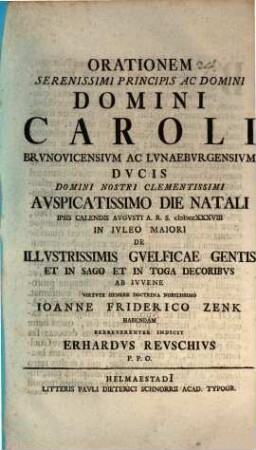 ORATIONEM
SERENISSIMI PRINCIPIS AC DOMINI
DOMINI
CAROLI
BRVNOVICENSIVM AC LVNAEBVRGENSIVM
DVCIS
DOMINI NOSTRI CLEMENTISSIMI
AVSPICATISSIMO DIE NATALI
IPSIS CALENDIS AVGVSTI A. R. S. cIɔIɔccXXXVIII
IN IVLEO MAIORI
DE
ILLVSTRISSIMIS GVELFICAE GENTIS
ET IN SAGO ET IN TOGA DECORIBVS
AB IVVENE
VIRTVTE GENERE DOCTRINA NOBILISSIMO
IOANNE FRIDERICO ZENK
HABENDAM
PERREVERENTER INDICIT
ERHARDVS REVSCHIVS
P. P. O.
HELMAESTADI
LITTERIS PAVLI DIETERICI SCHNORRII ACAD. TYPOGR.